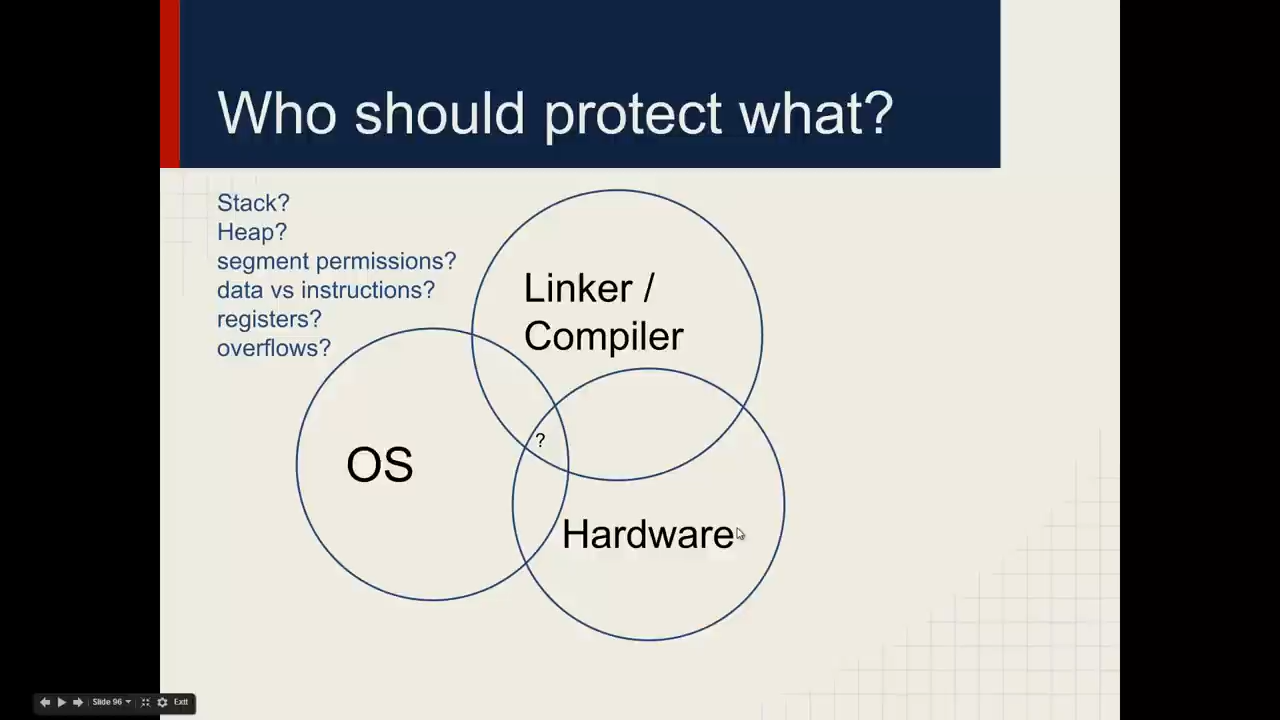 Who should protect what?
Stack?
Heap?
segment permissions?
data vs instructions?
registers?
overflows?
Linker /
Compiler
?
OS
Hardware
Slide 96
Exit